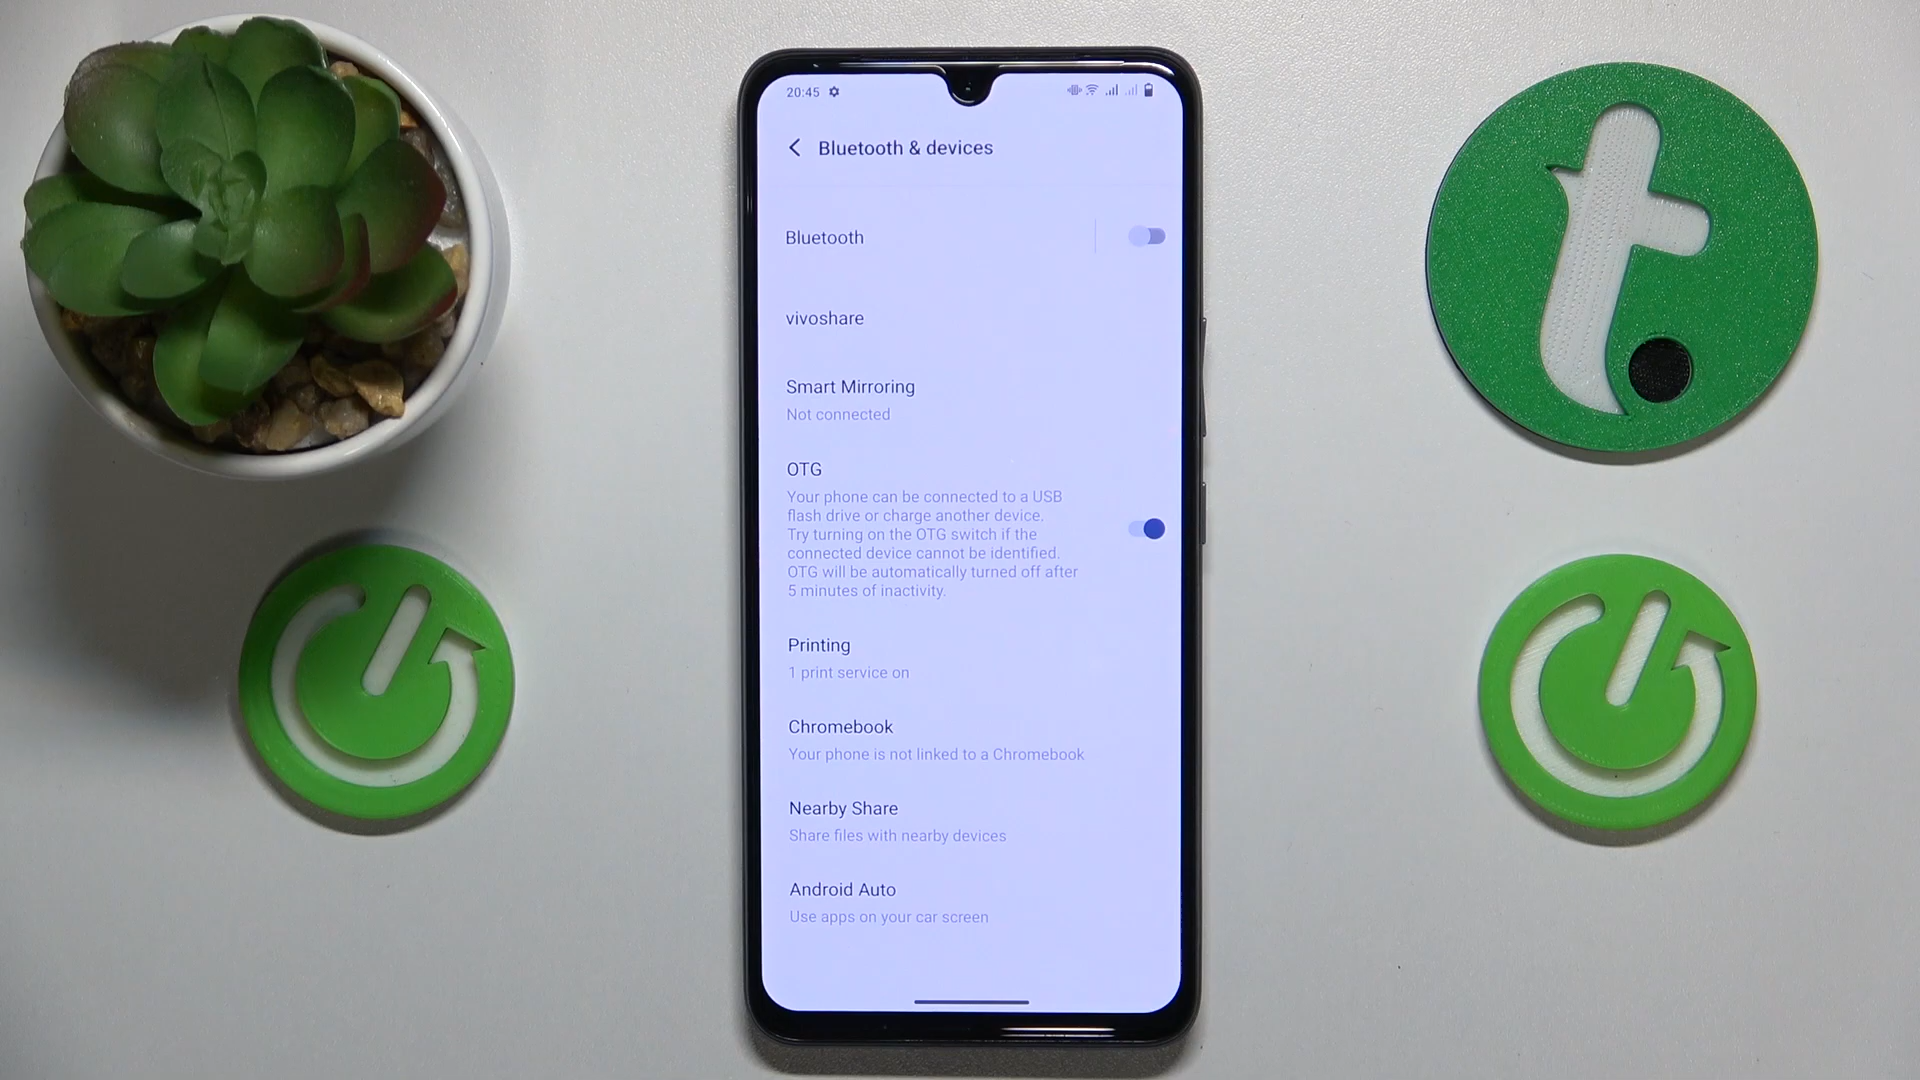 20:45
Bluetooth & devices
Bluetooth
vivoshare
Smart Mirroring
Not connected
OTG
Your phone can be connected to a USB
flash drive or charge another device.
Try turning on the OTG switch if the
connected device cannot be identified.
OTG will be automatically turned off after
5 minutes of inactivity.
Printing
1 print service on
Chromebook
Your phone is not linked to a Chromebook
Nearby Share
Share files with nearby devices
Android Auto
Use apps on your car screen
t.